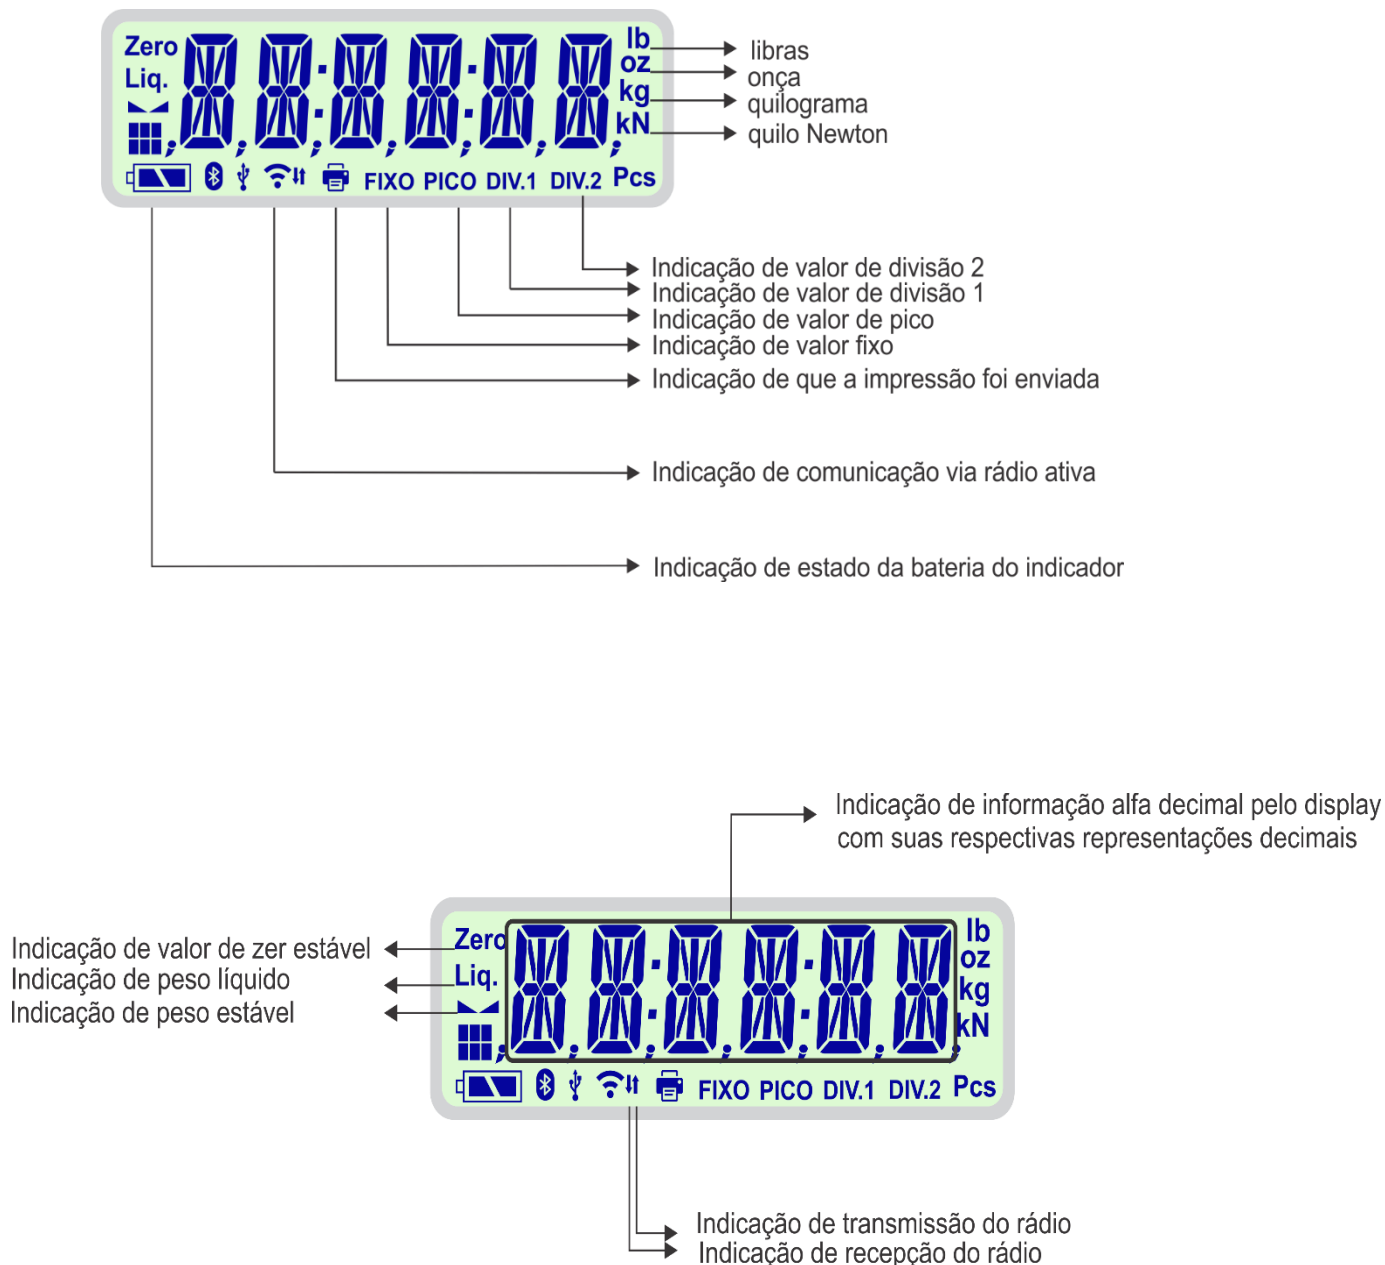 Zero
Liq.
lb
oz
kg
kN
FIXO PICO DIV.1 DIV.2 Pcs
libras
onça
quilograma
quilo Newton
Indicação de valor de divisão 2
Indicação de valor de divisão 1
Indicação de valor de pico
Indicação de valor fixo
Indicação de que a impressão foi enviada
Indicação de comunicação via rádio ativa
Indicação de estado da bateria do indicador
Indicação de informação alfa decimal pelo display
com suas respectivas representações decimais
Indicação de valor de zer estável
Indicação de peso líquido
Indicação de peso estável
Zero
Liq.
lb
oz
kg
kN
FIXO PICO DIV.1 DIV.2 Pcs
Indicação de transmissão do rádio
Indicação de recepção do rádio